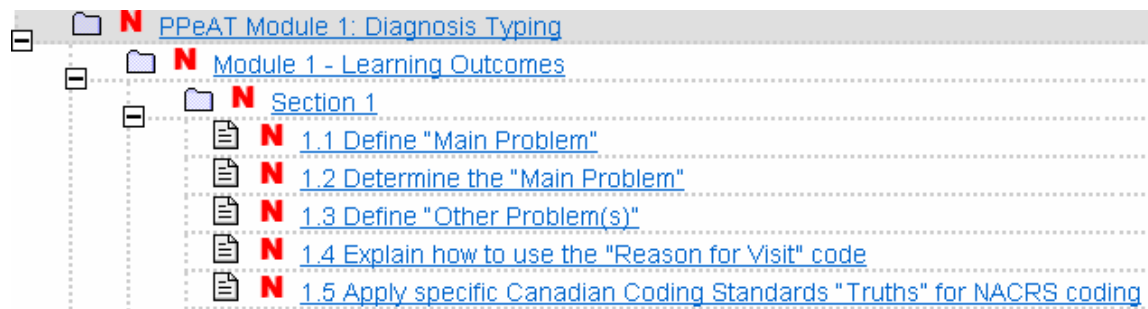 N PPeAT Module 1: Diagnosis Typing
N Module 1 - Learning Outcomes
N Section 1
N 1.1 Define "Main Problem"
N 1.2 Determine the "Main Problem"
N 1.3 Define "Other Problem(s)"
N 1.4 Explain how to use the "Reason for Visit" code
N 1.5 Apply specific Canadian Coding Standards "Truths" for NACRS coding